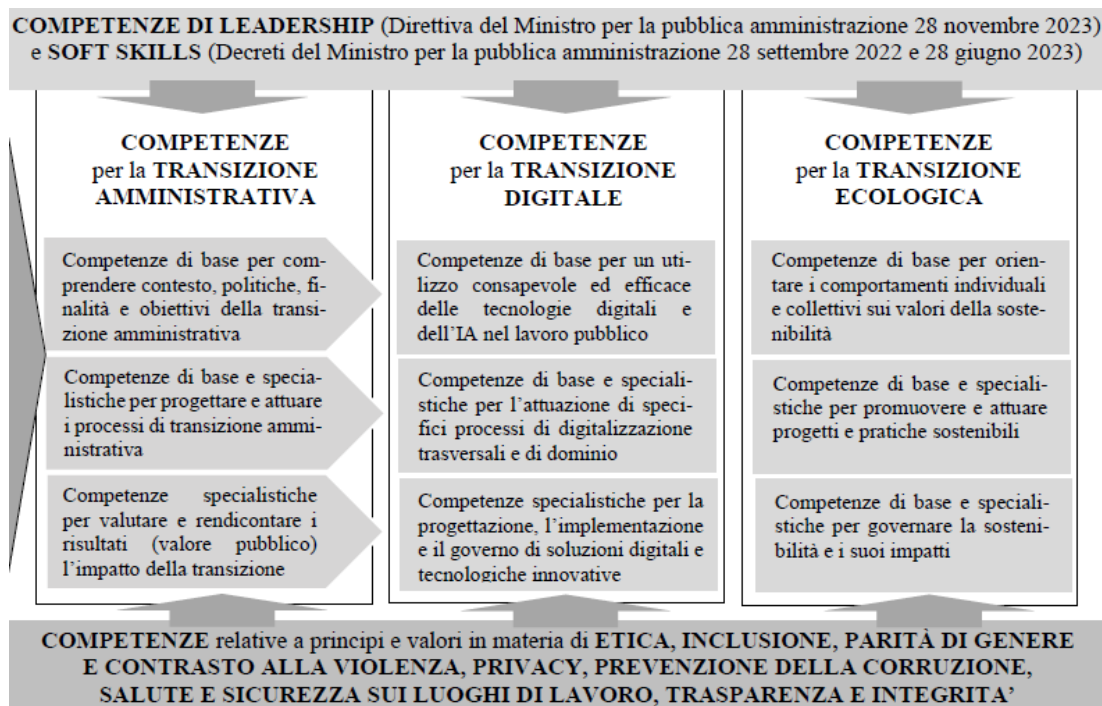 COMPETENZE DI LEADERSHIP (Direttiva del Ministro per la pubblica amministrazione 28 novembre 2023)
e SOFT SKILLS (Decreti del Ministro per la pubblica amministrazione 28 settembre 2022 e 28 giugno 2023)
COMPETENZE
per la TRANSIZIONE
AMMINISTRATIVA
Competenze di base per com-
prendere contesto, politiche, fi-
nalità e obiettivi della transi-
zione amministrativa
Competenze di base e specia-
listiche per progettare e attuare
i processi di transizione ammi-
nistrativa
Competenze specialistiche
per valutare e rendicontare i
risultati (valore pubblico)
l'impatto della transizione
COMPETENZE
per la TRANSIZIONE
DIGITALE
Competenze di base per un uti-
lizzo consapevole ed efficace
delle tecnologie digitali e
dell'IA nel lavoro pubblico
Competenze di base e speciali-
stiche per l'attuazione di speci-
fici processi di digitalizzazione
trasversali e di dominio
Competenze specialistiche per la
progettazione, l'implementazione
e il governo di soluzioni digitali e
tecnologiche innovative
COMPETENZE
per la TRANSIZIONE
ECOLOGICA
Competenze di base per orien-
tare i comportamenti individuali
e collettivi sui valori della soste-
nibilità
Competenze di base e speciali-
stiche per promuovere e attuare
progetti e pratiche sostenibili
Competenze di base e speciali-
stiche per governare la sosteni-
bilità e i suoi impatti
COMPETENZE relative a principi e valori in materia di ETICA, INCLUSIONE, PARITÀ DI GENERE
E CONTRASTO ALLA VIOLENZA, PRIVACY, PREVENZIONE DELLA CORRUZIONE,
SALUTE E SICUREZZA SUI LUOGHI DI LAVORO, TRASPARENZA E INTEGRITA'